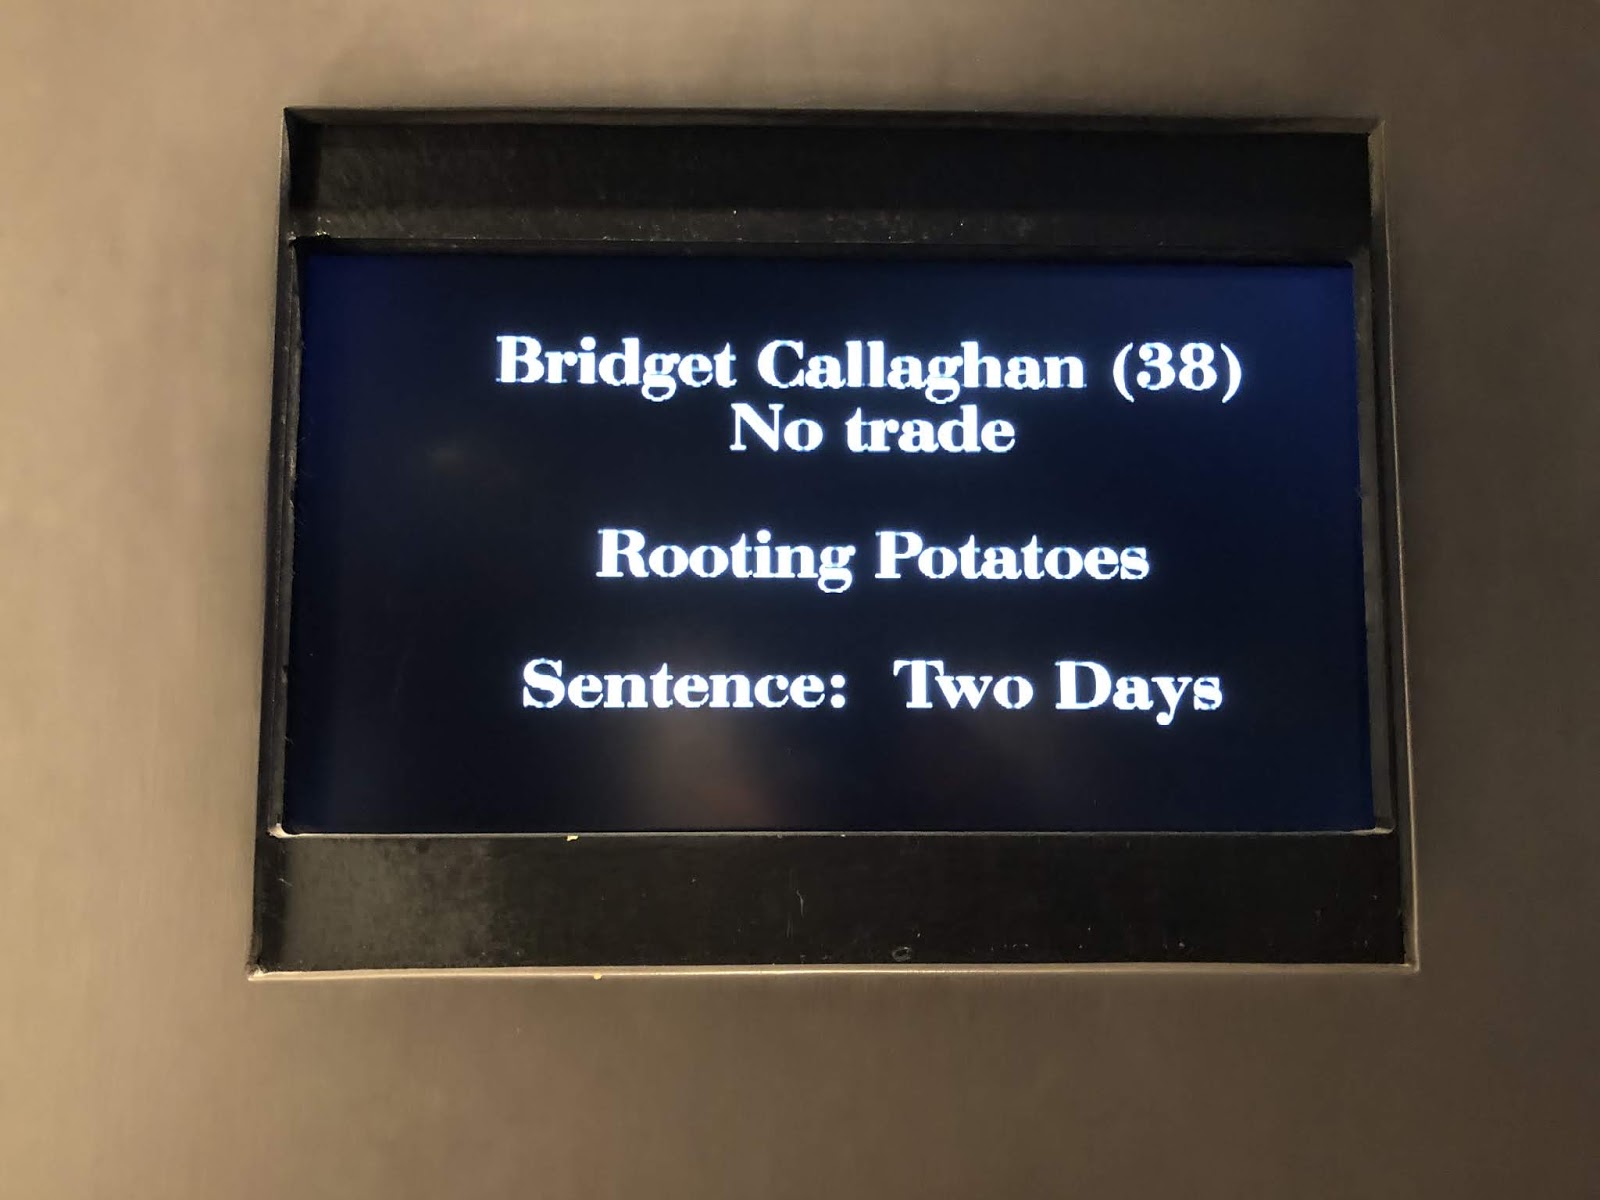 Bridget Callaghan (38)
No trade
Rooting Potatoes
Sentence: Two Days